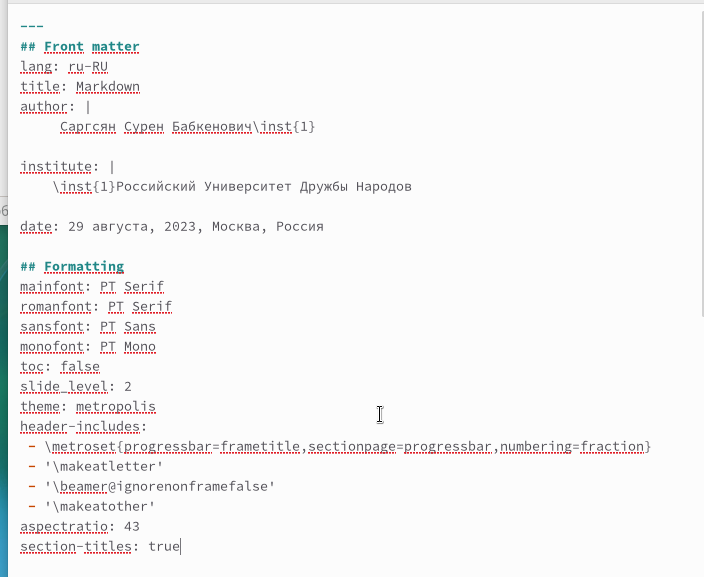 ---
## Front matter
lang: ru-RU
title: Markdown
author: |
     Саргсян Сурен Бабкенович\inst{1}
institute: |
    \inst{1}Российский Университет Дружбы Народов
date: 29 августа, 2023, Москва, Россия
## Formatting
mainfont: PT Serif
romanfont: PT Serif
sansfont: PT Sans
monofont: PT Mono
toc: false
slide_level: 2
theme: metropolis
header-includes:
 - \metroset{progressbar=frametitle,sectionpage=progressbar,numbering=fraction}
 - '\makeatletter'
 - '\beamer@ignorenonframefalse'
 - '\makeatother'
aspectratio: 43
section-titles: true